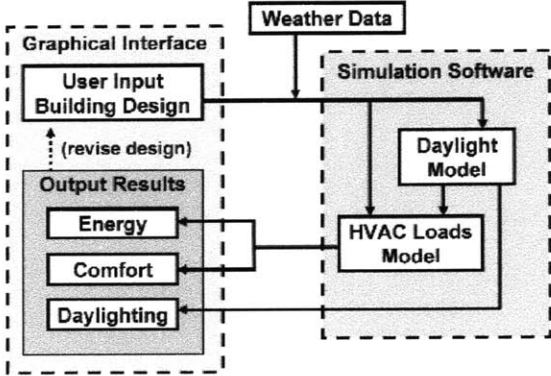 Weather Data
Graphical Interface
User Input
Building Design
(revise design)
Output Results
Energy
Comfort
Daylighting
Simulation Software
Daylight
Model
HVAC Loads
Model